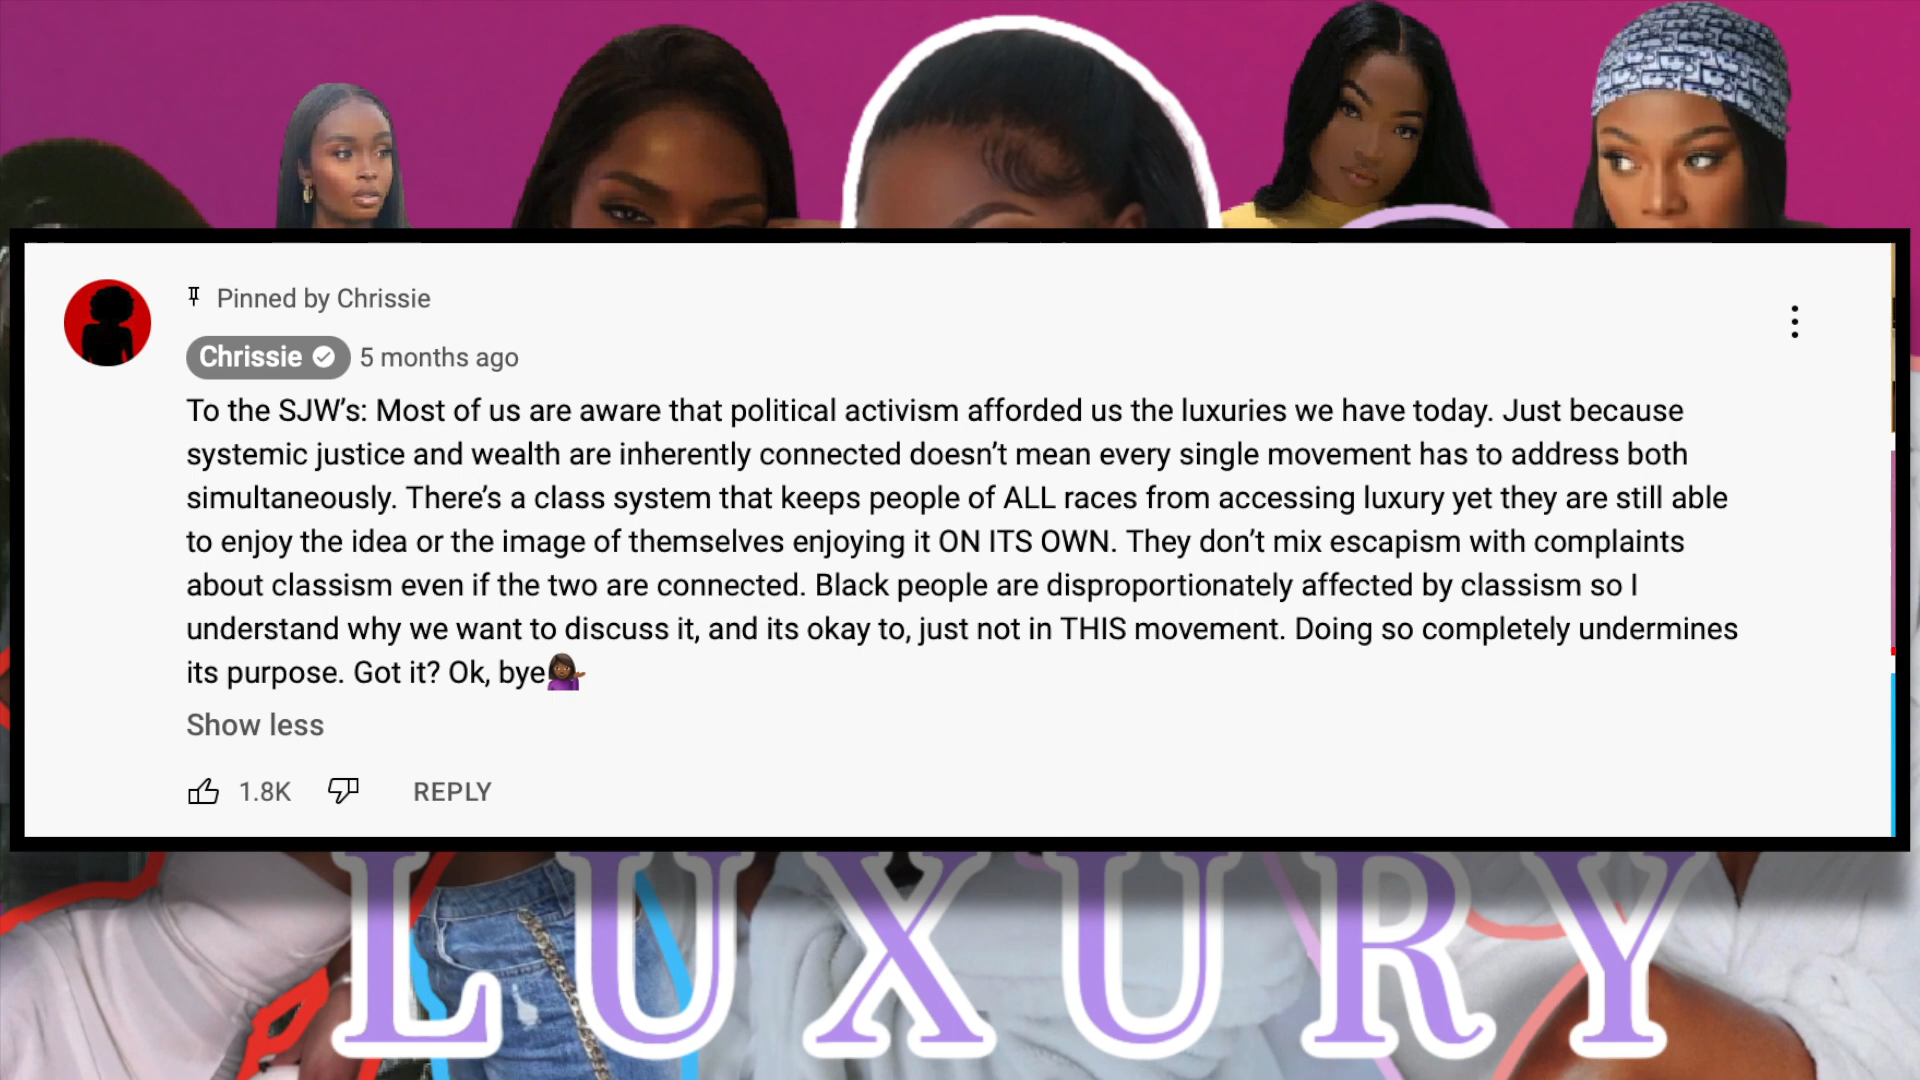 Pinned by Chrissie
Chrissie 5 months ago
To the SJW’s: Most of us are aware that political activism afforded us the luxuries we have today. Just because
systemic justice and wealth are inherently connected doesn’t mean every single movement has to address both
simultaneously. There’s a class system that keeps people of ALL races from accessing luxury yet they are still able
to enjoy the idea or the image of themselves enjoying it ON ITS OWN. They don’t mix escapism with complaints
about classism even if the two are connected. Black people are disproportionately affected by classism so I
understand why we want to discuss it, and its okay to, just not in THIS movement. Doing so completely undermines
its purpose. Got it? Ok, bye💁🏾‍♀️
Show less
1.8K REPLY
LUXURY